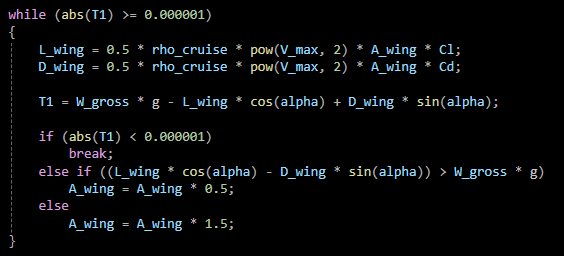 while (abs(T1) >= 0.000001)
{
L_wing = 0.5 * rho_cruise * pow(V_max, 2) * A_wing * Cl;
D_wing = 0.5 * rho_cruise * pow(V_max, 2) * A_wing * Cd;
T1 = W_gross * g - L_wing * cos(alpha) + D_wing * sin(alpha);
if (abs(T1) < 0.000001)
break;
else if ((L_wing * cos(alpha) - D_wing * sin(alpha)) > W_gross * g)
A_wing = A_wing * 0.5;
else
A_wing = A_wing * 1.5;
}